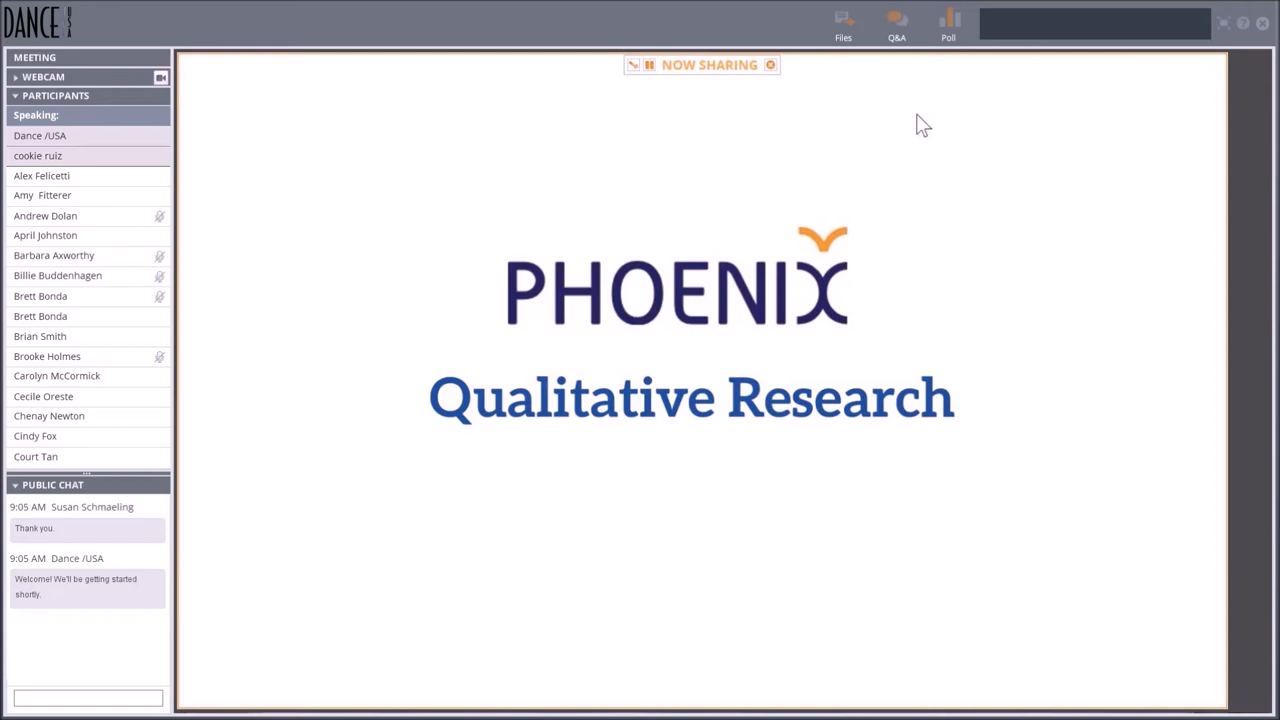 DANCE USA
Files
Q&A
Poll
MEETING
WEBCAM
PARTICIPANTS
Speaking:
Dance /USA
cookie ruiz
Alex Felicetti
Amy Fitterer
Andrew Dolan
April Johnston
Barbara Axworthy
Billie Buddenhagen
Brett Bonda
Brett Bonda
Brian Smith
Brooke Holmes
Carolyn McCormick
Cecile Oreste
Chenay Newton
Cindy Fox
Court Tan
PUBLIC CHAT
9:05 AM Susan Schmaeling
Thank you.
9:05 AM Dance /USA
Welcome! We'll be getting started
shortly.
NOW SHARING
PHOENIX
Qualitative Research